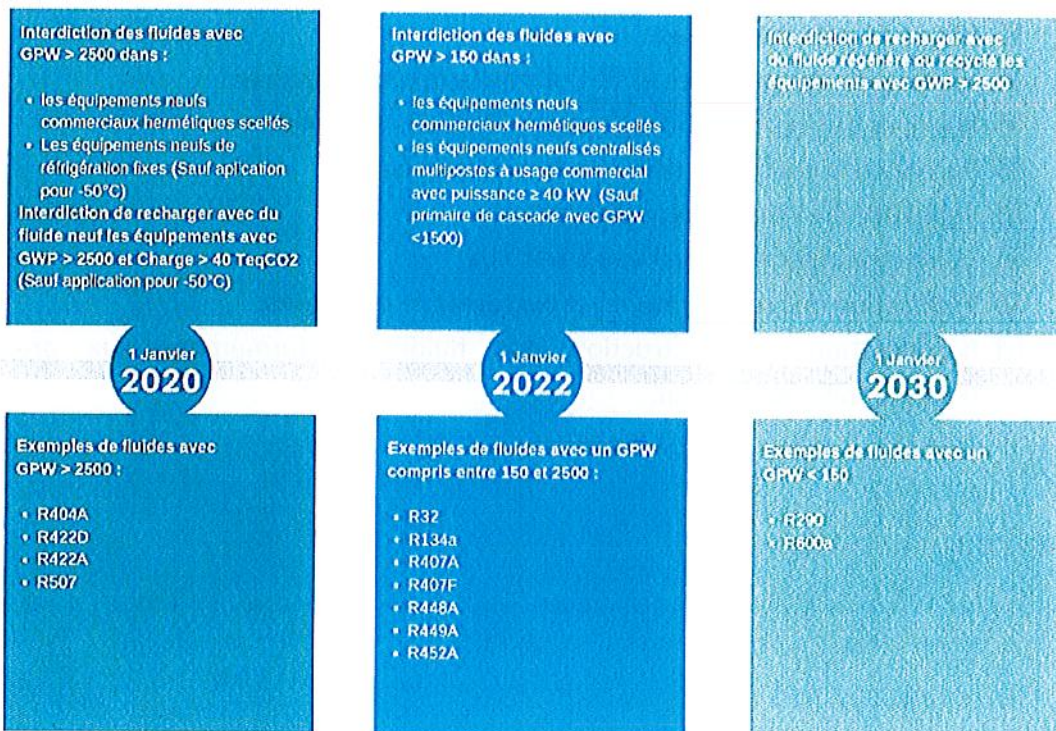 Interdiction des fluides avec
GPW > 2500 dans :
• les équipements neufs
commerciaux hermétiques scellés
• Les équipements neufs de
réfrigération fixes (Sauf aplication
pour -50°C)
Interdiction de recharger avec du
fluide neuf les équipements avec
GWP > 2500 et Charge > 40 TeqCO2
(Sauf application pour -50°C)
1 Janvier
2020
Exemples de fluides avec
GPW > 2500 :
• R404A
• R422D
• R422A
• R507
Interdiction des fluides avec
GPW > 150 dans :
• les équipements neufs
commerciaux hermétiques scellés
• les équipements neufs centralisés
multipostes à usage commercial
avec puissance ≥ 40 kW (Sauf
primaire de cascade avec GPW
<1500)
1 Janvier
2022
Exemples de fluides avec un GPW
compris entre 150 et 2500 :
• R32
• R134a
• R407A
• R407F
• R448A
• R449A
• R452A
Interdiction de recharger avec
du fluide régénéré ou recyclé les
équipements avec GWP > 2500
1 Janvier
2030
Exemples de fluides avec un
GPW < 150
• R290
• R600a